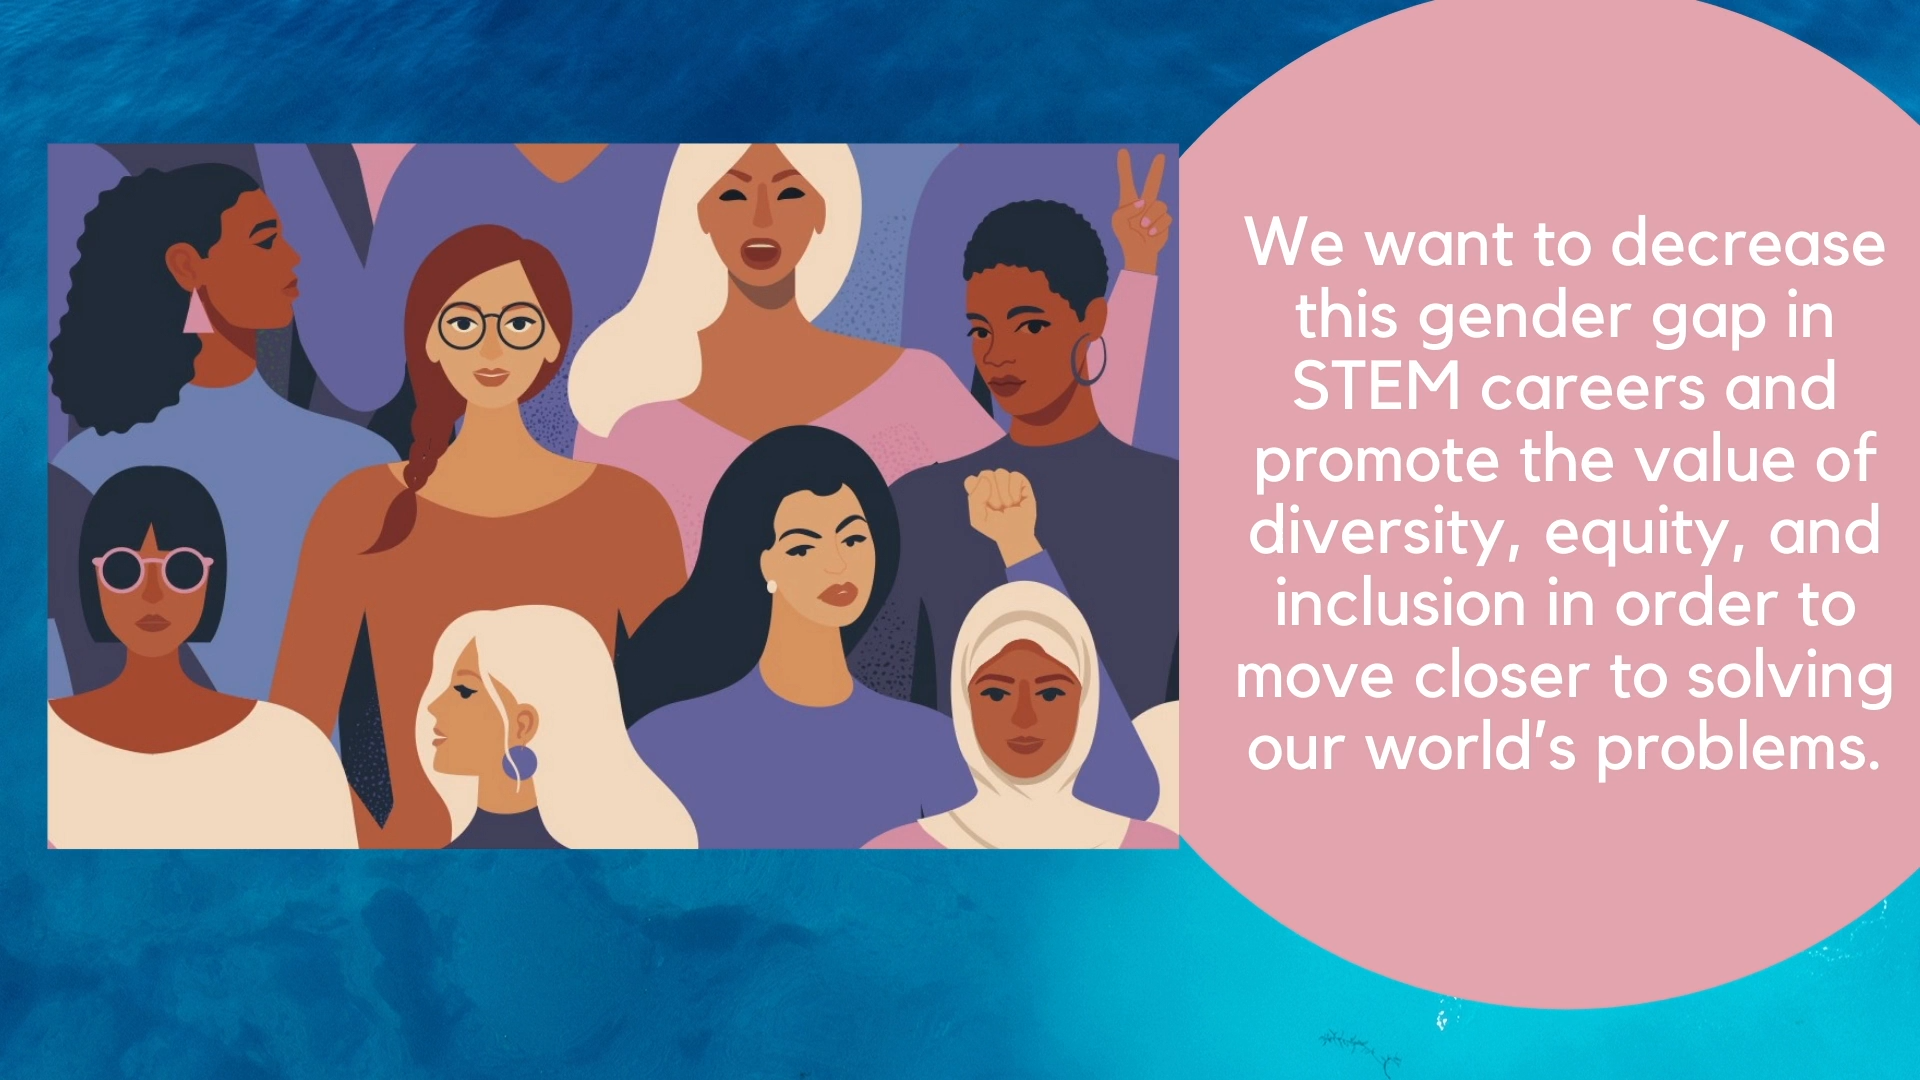 We want to decrease
this gender gap in
STEM careers and
promote the value of
diversity, equity, and
inclusion in order to
move closer to solving
our world’s problems.